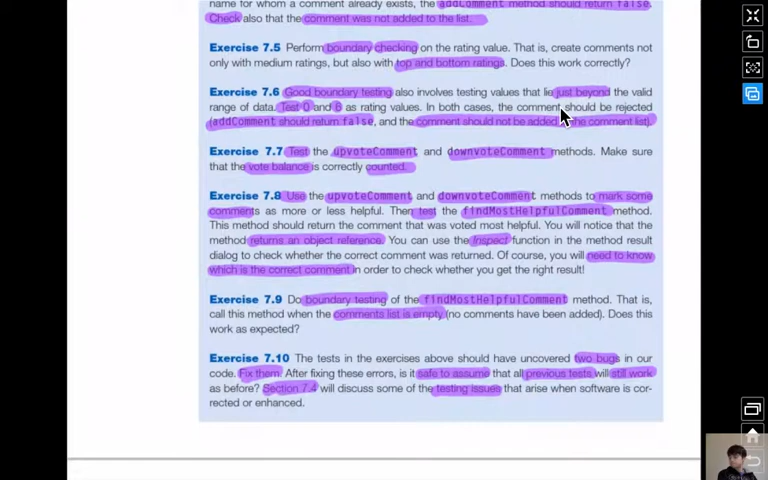 name for whom a comment already exists, the addComment method should return false.
Check also that the comment was not added to the list.
Exercise 7.5 Perform boundary checking on the rating value. That is, create comments not
only with medium ratings, but also with top and bottom ratings. Does this work correctly?
Exercise 7.6 Good boundary testing also involves testing values that lie just beyond the valid
range of data. Test 0 and 6 as rating values. In both cases, the comment should be rejected
(addComment should return false, and the comment should not be added the comment list).
Exercise 7.7 Test the upvoteComment and downvoteComment methods. Make sure
that the vote balance is correctly counted.
Exercise 7.8 Use the upvoteComment and downvoteComment methods to mark some
comments as more or less helpful. Then test the findMostHelpfulComment method.
This method should return the comment that was voted most helpful. You will notice that the
method returns an object reference. You can use the Inspect function in the method result
dialog to check whether the correct comment was returned. Of course, you will need to know
which is the correct comment in order to check whether you get the right result!
Exercise 7.9 Do boundary testing of the findMostHelpfulComment method. That is,
call this method when the comments list is empty (no comments have been added). Does this
work as expected?
Exercise 7.10 The tests in the exercises above should have uncovered two bugs in our
code. Fix them. After fixing these errors, is it safe to assume that all previous tests will still work
as before? Section 7.4 will discuss some of the testing issues that arise when software is cor-
rected or enhanced.